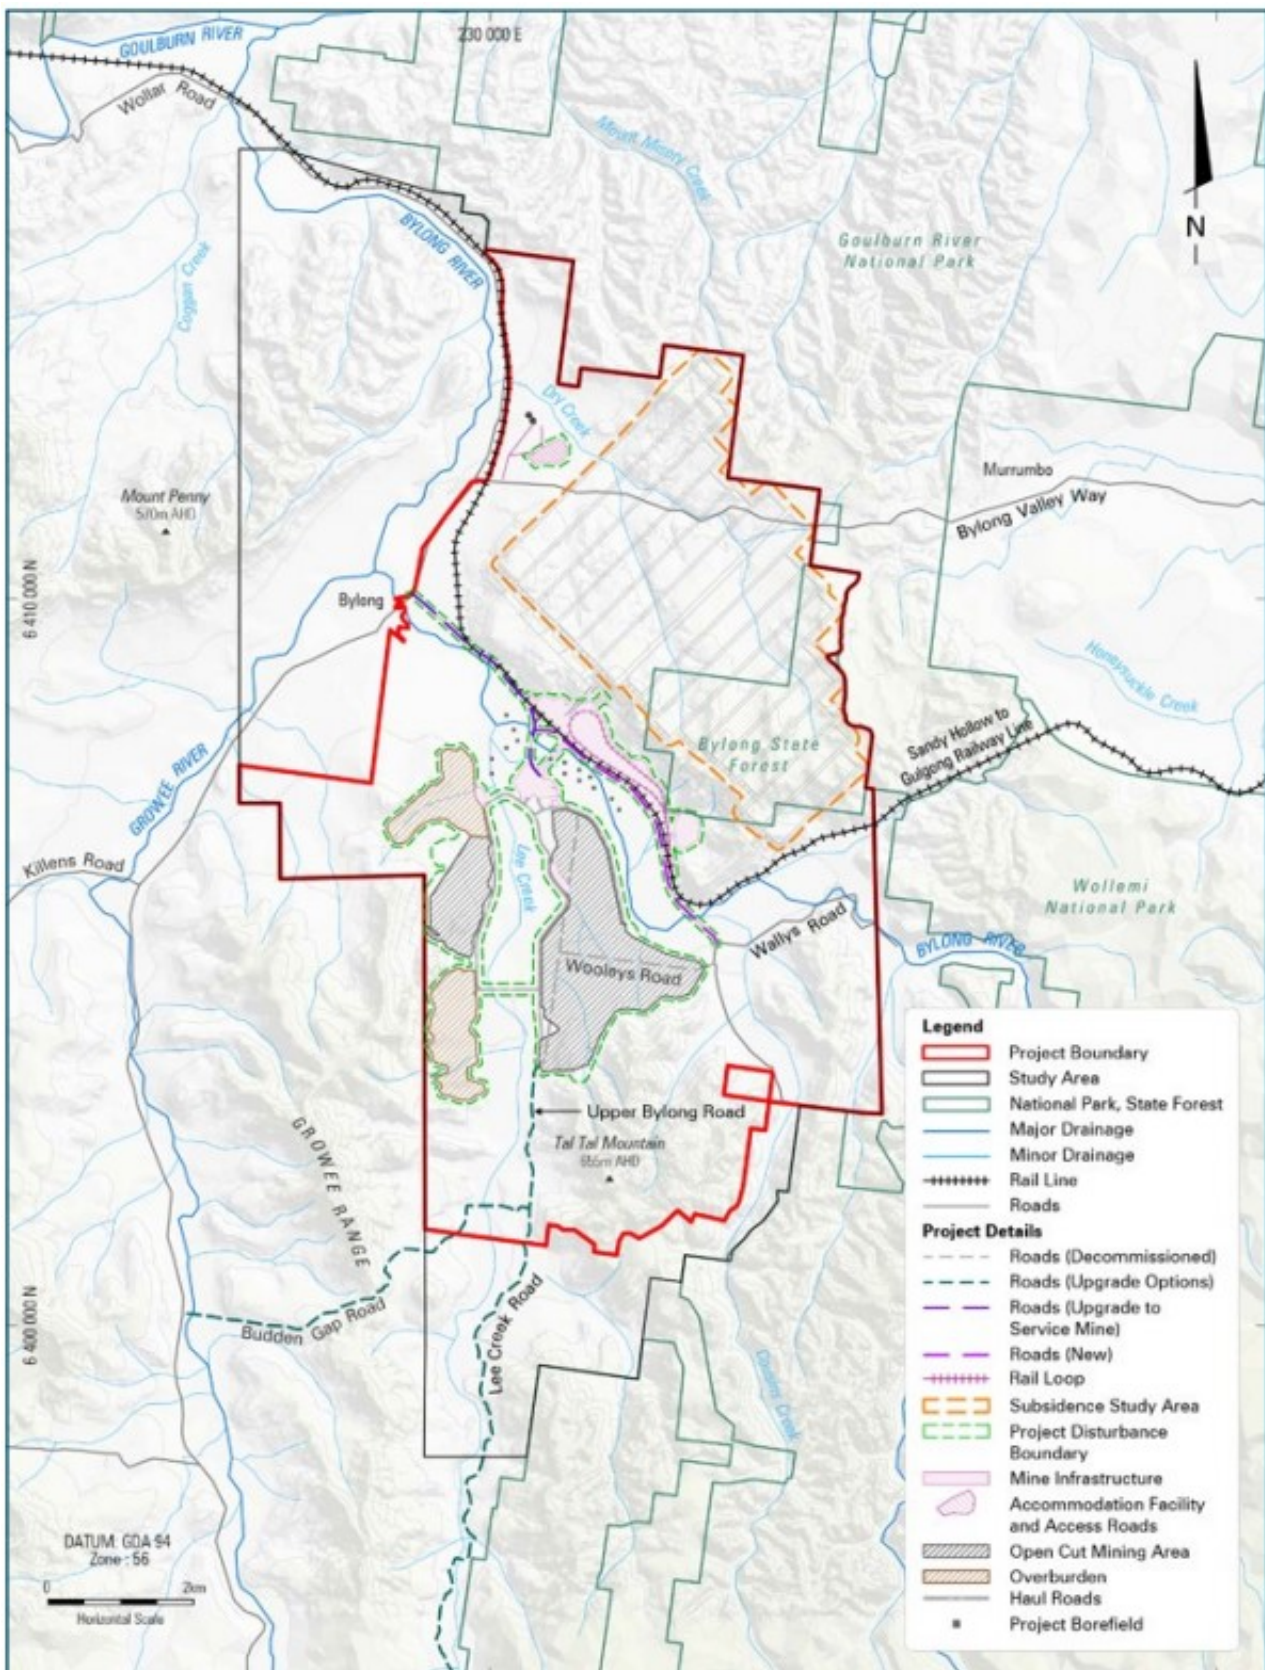 GOULBURN RIVER
230 000 E
Wollar Road
Mount Misery Creek
N
Goulburn River
National Park
BYLONG RIVER
Coggan Creek
Dry Creek
Murrumbo
Bylong Valley Way
Mount Penny
AHD
6 410 000 N
Bylong
Honeysuckle Creek
Sandy Hollow to
Gulgong Railway Line
Bylong State
Forest
GROWEE RIVER
Killens Road
Lee Creek
Wollemi
National Park
Wallys Road
BYLONG RIVER
Wooleys Road
Upper Bylong Road
Tal Tal Mountain
AHD
GROWEE RANGE
6 400 000 N
Budden Gap Road
Lee Creek Road
Creek
DATUM: GDA 94
Zone : 56
0 2km
Horizontal Scale
Legend
Project Boundary
Study Area
National Park, State Forest
Major Drainage
Minor Drainage
Rail Line
Roads
Project Details
Roads (Decommissioned)
Roads (Upgrade Options)
Roads (Upgrade to
Service Mine)
Roads (New)
Rail Loop
Subsidence Study Area
Project Disturbance
Boundary
Mine Infrastructure
Accommodation Facility
and Access Roads
Open Cut Mining Area
Overburden
Haul Roads
Project Borefield